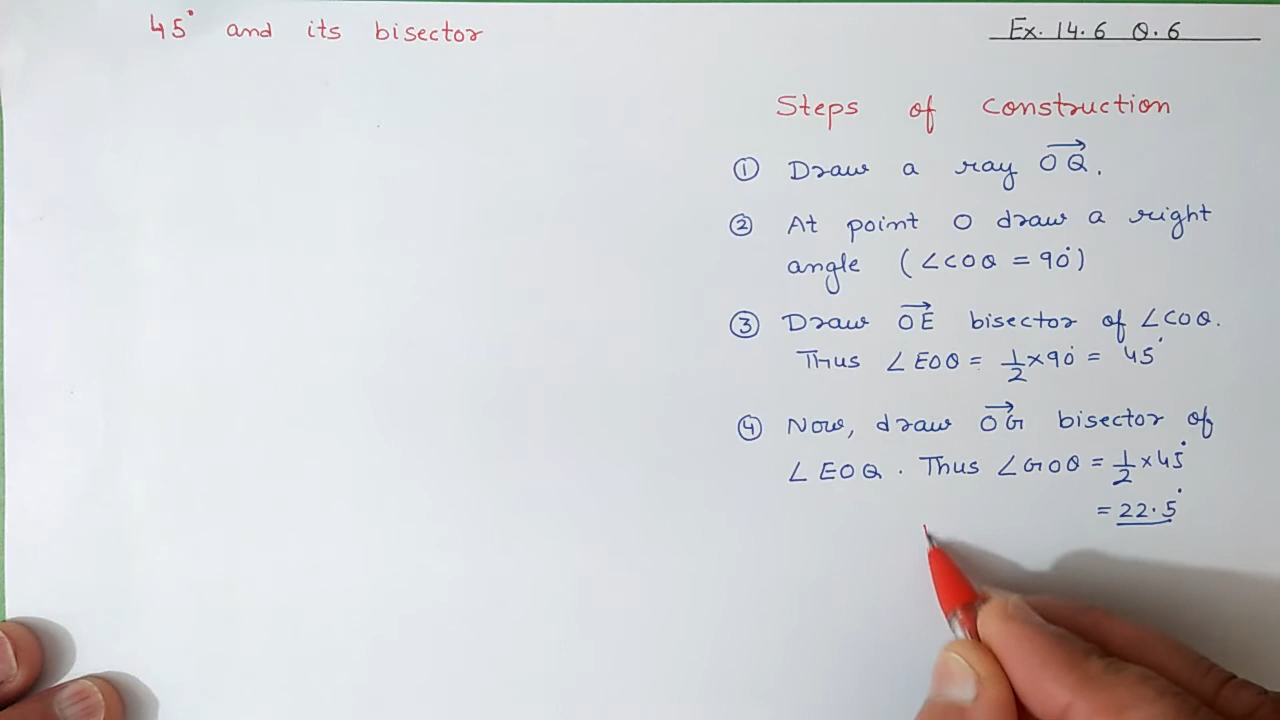 45° and its bisector
Ex. 14.6 Q.6
Steps of construction
① Draw a ray OQ.
② At point O draw a right
angle (∠COQ = 90°)
③ Draw OE bisector of ∠COQ.
Thus ∠EOQ = 1/2 × 90° = 45°
④ Now, draw OG bisector of
∠EOQ. Thus ∠GOQ = 1/2 × 45°
= 22.5°